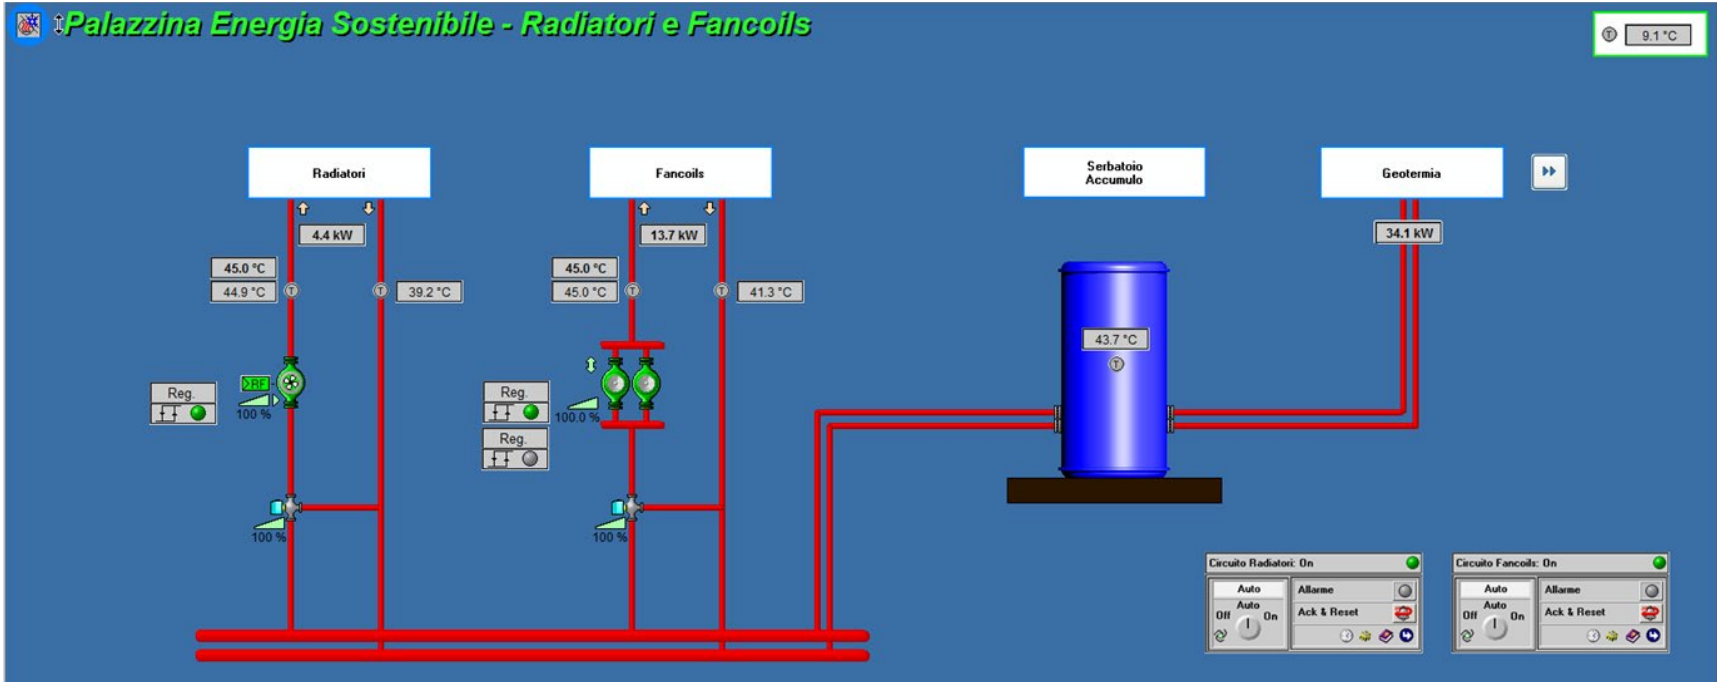 Palazzina Energia Sostenibile - Radiatori e Fancoils
T 9.1 °C
Radiatori
Fancoils
Serbatoio
Accumulo
Geotermia
4.4 kW
13.7 kW
34.1 kW
45.0 °C
44.9 °C
T
T
39.2 °C
45.0 °C
45.0 °C
T
T
41.3 °C
43.7 °C
T
Reg.
>RF
100 %
Reg.
100.0 %
Reg.
100 %
100 %
Circuito Radiatori: On
Auto
Off Auto On
Allarme
Ack & Reset
Circuito Fancoils: On
Auto
Off Auto On
Allarme
Ack & Reset